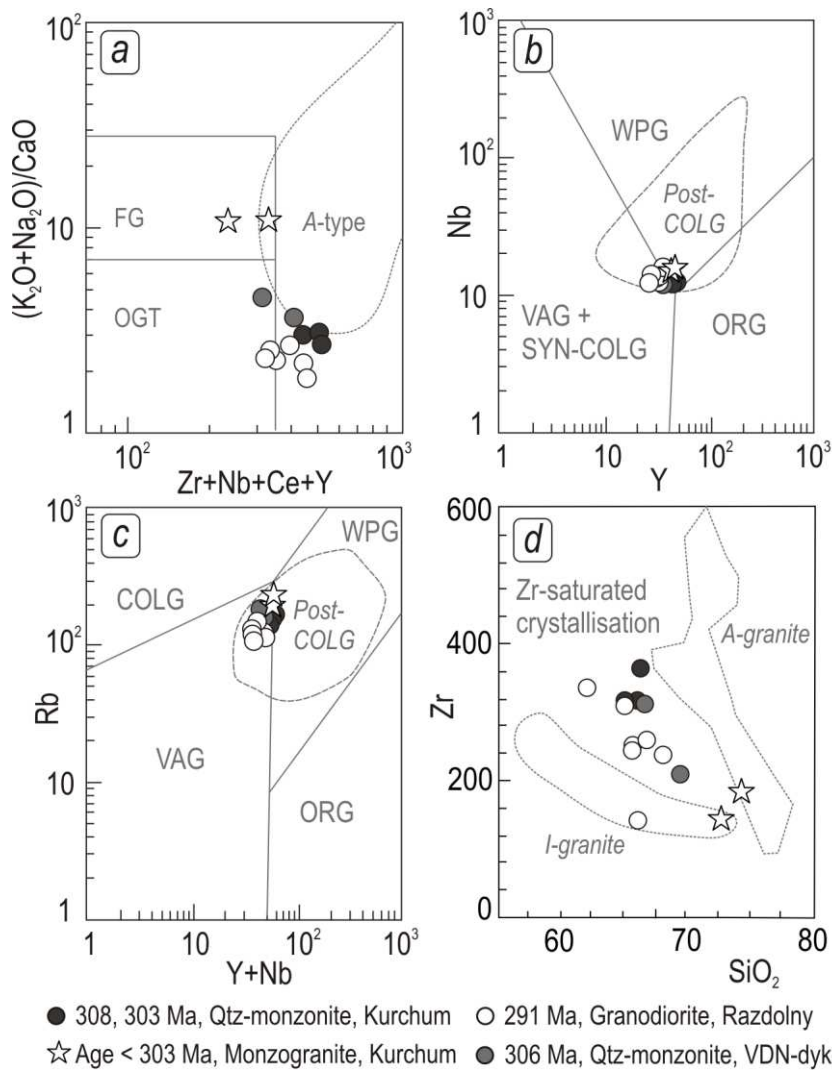 a
10²
10
1
(K₂O+Na₂O)/CaO
FG
A-type
OGT
10²
10³
Zr+Nb+Ce+Y
b
10³
10²
10
1
Nb
WPG
Post-
COLG
VAG +
SYN-COLG
ORG
1
10
10²
10³
Y
c
10³
10²
10
1
Rb
WPG
COLG
Post-
COLG
VAG
ORG
1
10
10²
10³
Y+Nb
d
600
400
200
0
Zr
Zr-saturated
crystallisation
A-granite
I-granite
60
70
80
SiO₂
308, 303 Ma, Qtz-monzonite, Kurchum
291 Ma, Granodiorite, Razdolny
Age < 303 Ma, Monzogranite, Kurchum
306 Ma, Qtz-monzonite, VDN-dyk